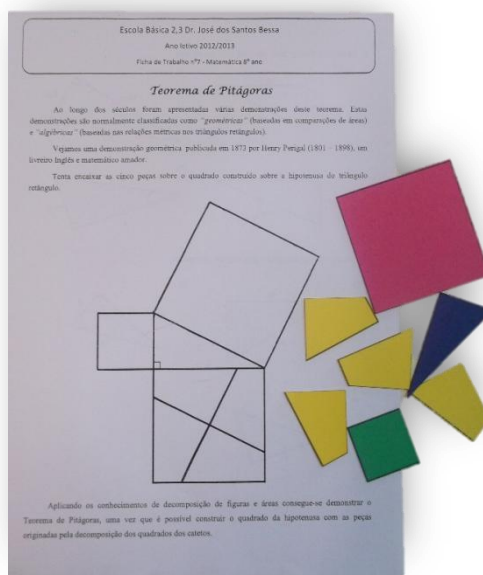 Escola Básica 2,3 Dr. José dos Santos Bessa
Ano letivo 2012/2013
Ficha de Trabalho nº7 - Matemática 8º ano
Teorema de Pitágoras
Ao longo dos séculos foram apresentadas várias demonstrações deste teorema. Estas
demonstrações são normalmente classificadas como "geométricas" (baseadas em comparações de áreas)
e "algébricas" (baseadas nas relações métricas nos triângulos retângulos).
Vejamos uma demonstração geométrica publicada em 1873 por Henry Perigal (1801 – 1898), um
livreiro Inglês e matemático amador.
Tenta encaixar as cinco peças sobre o quadrado construído sobre a hipotenusa do triângulo
retângulo.
Aplicando os conhecimentos de decomposição de figuras e áreas consegue-se demonstrar o
Teorema de Pitágoras, uma vez que é possível construir o quadrado da hipotenusa com as peças
originadas pela decomposição dos quadrados dos catetos.